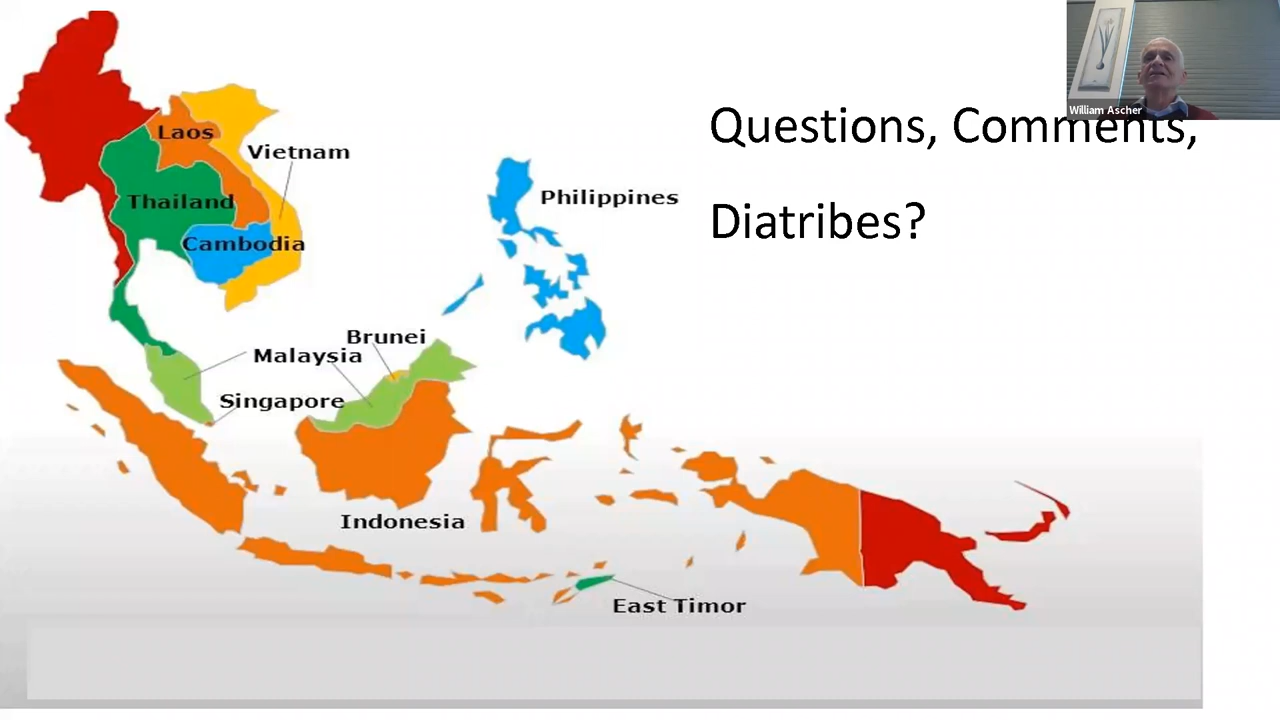 William Ascher
Questions, Comments,
Diatribes?
Laos
Vietnam
Thailand
Philippines
Cambodia
Brunei
Malaysia
Singapore
Indonesia
East Timor